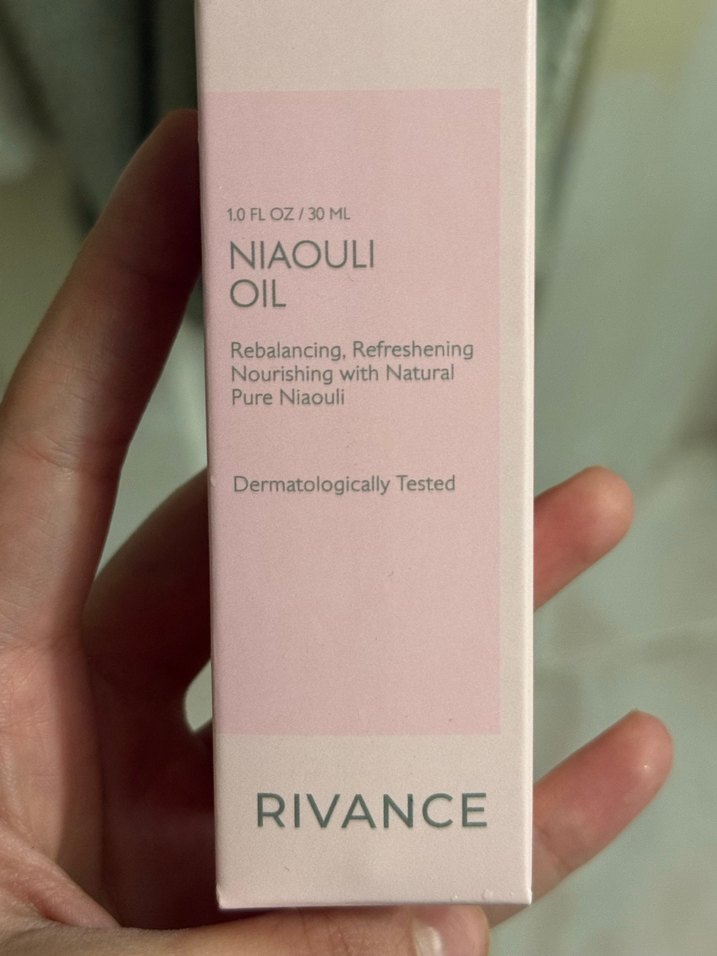 1.0 FL OZ / 30 ML
NIAOULI
OIL
Rebalancing, Refreshening
Nourishing with Natural
Pure Niaouli
Dermatologically Tested
RIVANCE